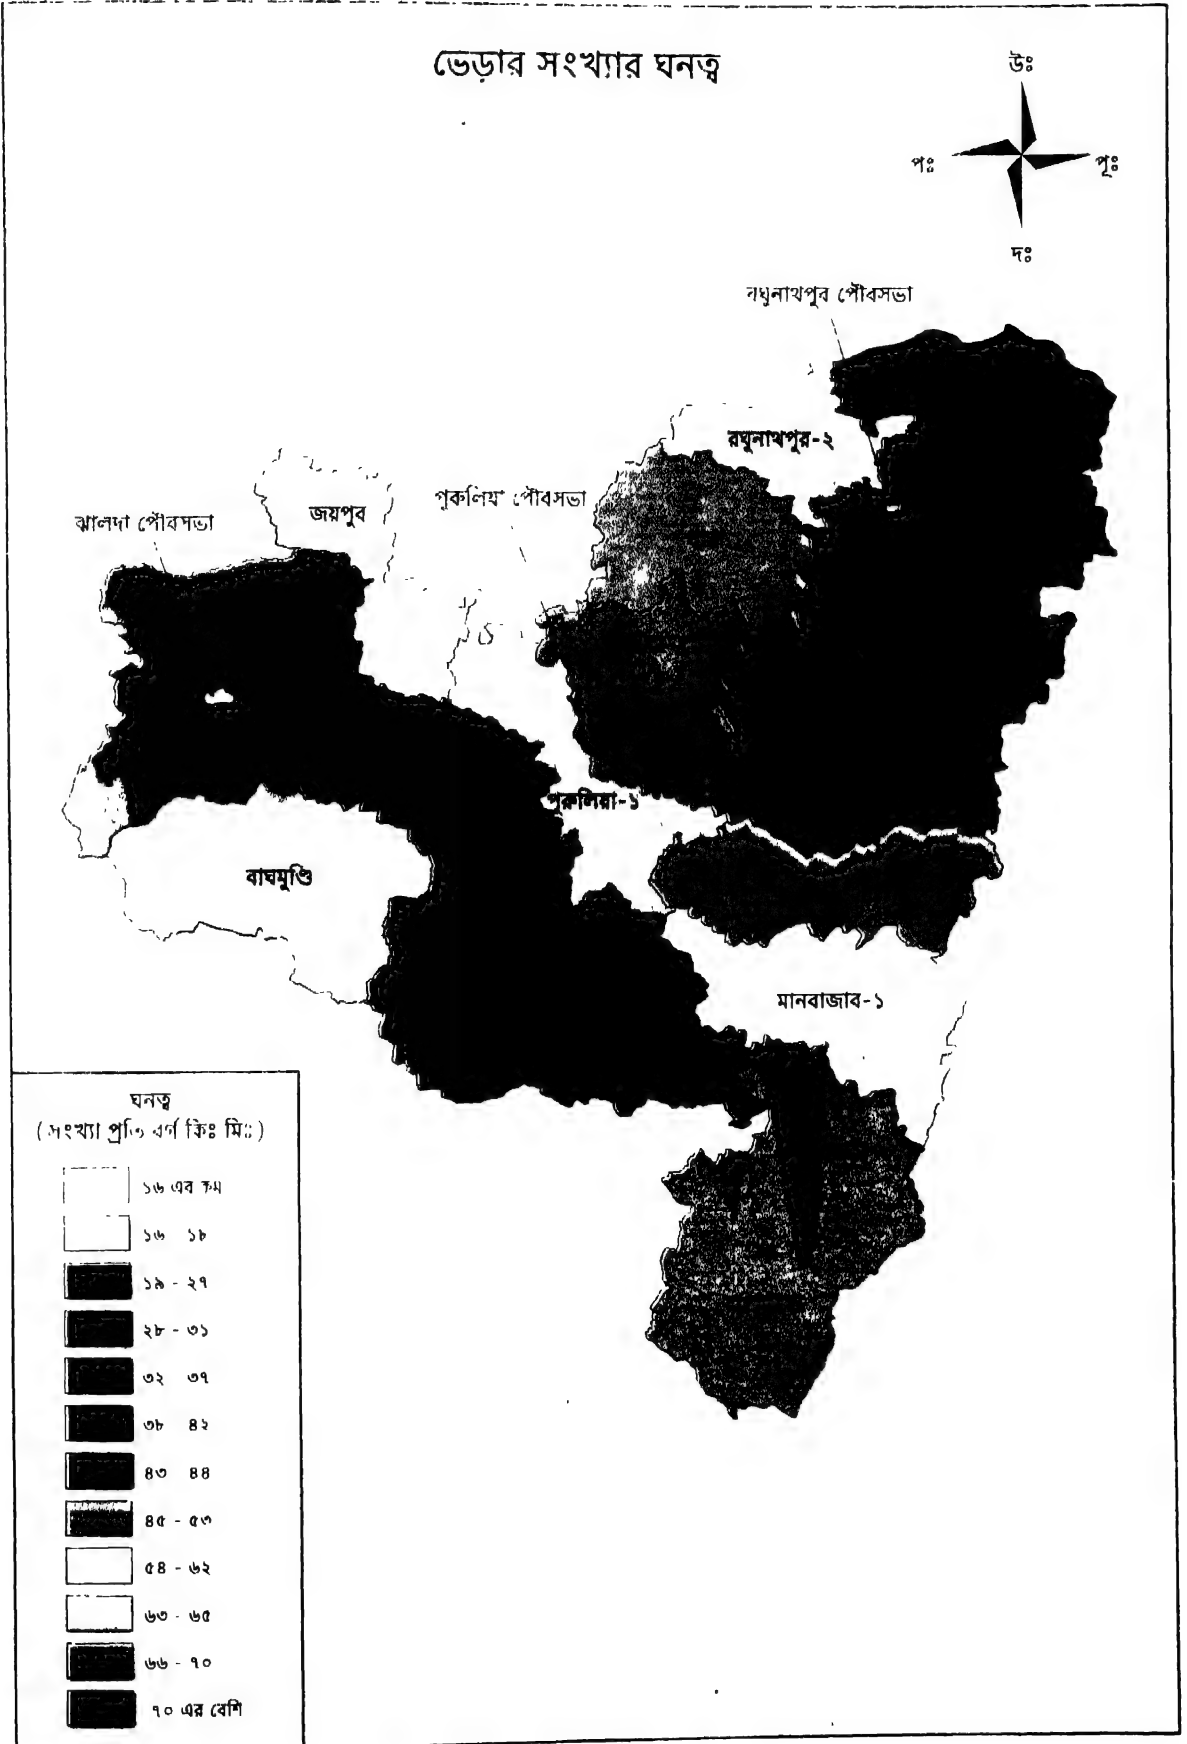 ভেড়ার সংখ্যার ঘনত্ব
উঃ
পঃ
পূঃ
দঃ
রঘুনাথপুর পৌরসভা
রঘুনাথপুর-২
জয়পুর
পুরুলিয়া পৌরসভা
ঝালদা পৌরসভা
পুরুলিয়া-১
বাঘমুণ্ডি
মানবাজার-১
ঘনত্ব
(সংখ্যা প্রতি বর্গ কিঃ মিঃ)
১৬ এর কম
১৬ ১৮
১৯ - ২৭
২৮ - ৩১
৩২ ৩৭
৩৮ ৪২
৪৩ ৪৪
৪৫ - ৫৩
৫৪ - ৬২
৬৩ - ৬৫
৬৬ - ৭০
৭০ এর বেশি